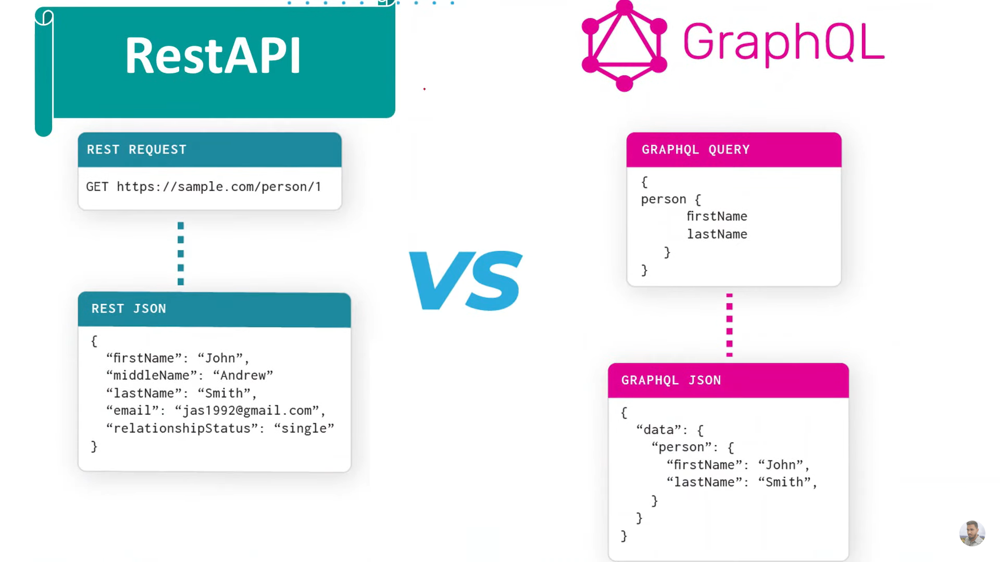 RestAPI
REST REQUEST
GET https://sample.com/person/1
REST JSON
{
“firstName”: “John”,
“middleName”: “Andrew”
“lastName”: “Smith”,
“email”: “jas1992@gmail.com”,
“relationshipStatus”: “single”
}
VS
GraphQL
GRAPHQL QUERY
{
person {
firstName
lastName
}
}
GRAPHQL JSON
{
“data”: {
“person”: {
“firstName”: “John”,
“lastName”: “Smith”,
}
}
}